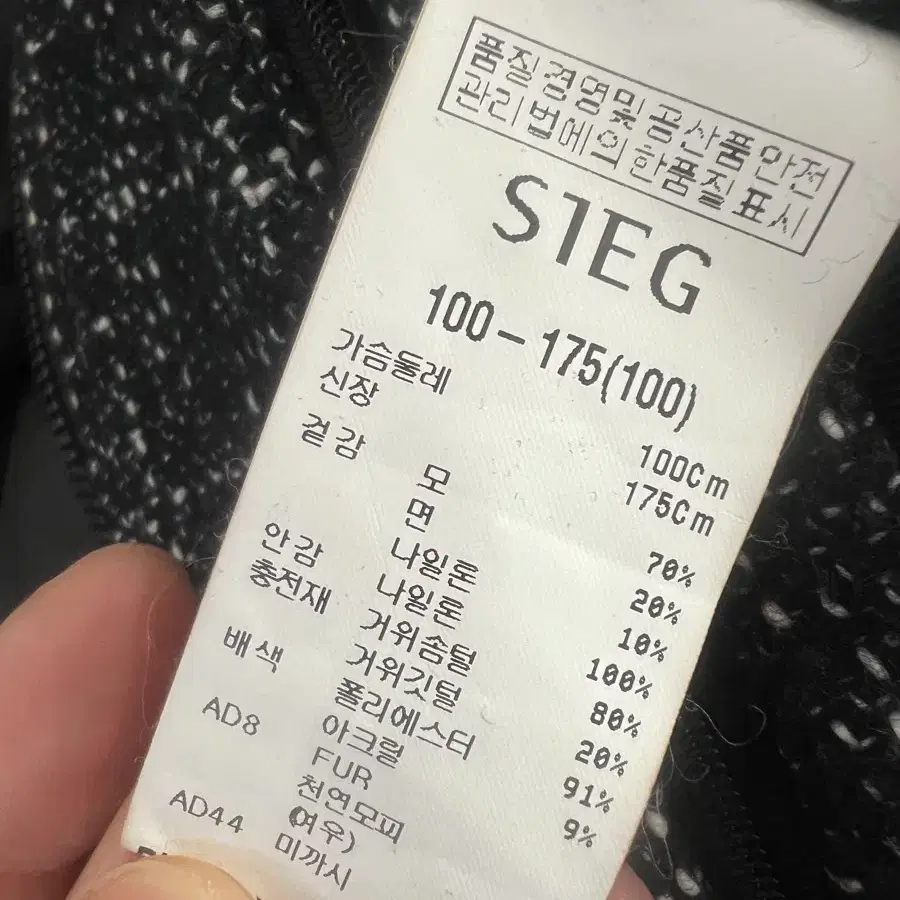 품질경영및공산품안전
관리법에의한품질표시
SIEG
100-175(100)
가슴둘레 100Cm
신장 175Cm
겉감 모 70%
면 20%
나일론 10%
안감 나일론 100%
충전재 거위솜털 80%
거위깃털 20%
배색 폴리에스터 91%
아크릴 9%
AD8 FUR
천연모피
(여우)
AD44 미까시